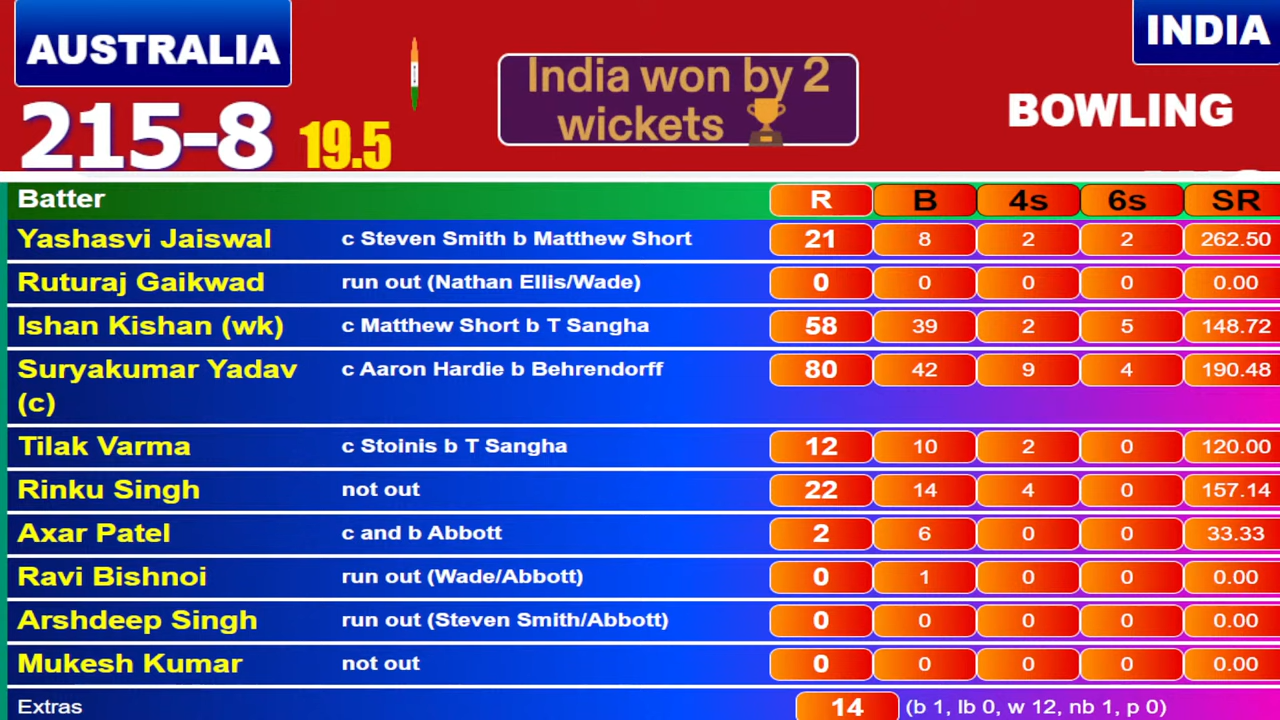 AUSTRALIA
INDIA
India won by 2
wickets
BOWLING
215-8 19.5
Batter R B 4s 6s SR
Yashasvi Jaiswal c Steven Smith b Matthew Short 21 8 2 2 262.50
Ruturaj Gaikwad run out (Nathan Ellis/Wade) 0 0 0 0 0.00
Ishan Kishan (wk) c Matthew Short b T Sangha 58 39 2 5 148.72
Suryakumar Yadav c Aaron Hardie b Behrendorff 80 42 9 4 190.48
(c)
Tilak Varma c Stoinis b T Sangha 12 10 2 0 120.00
Rinku Singh not out 22 14 4 0 157.14
Axar Patel c and b Abbott 2 6 0 0 33.33
Ravi Bishnoi run out (Wade/Abbott) 0 1 0 0 0.00
Arshdeep Singh run out (Steven Smith/Abbott) 0 0 0 0 0.00
Mukesh Kumar not out 0 0 0 0 0.00
Extras 14 (b 1, lb 0, w 12, nb 1, p 0)